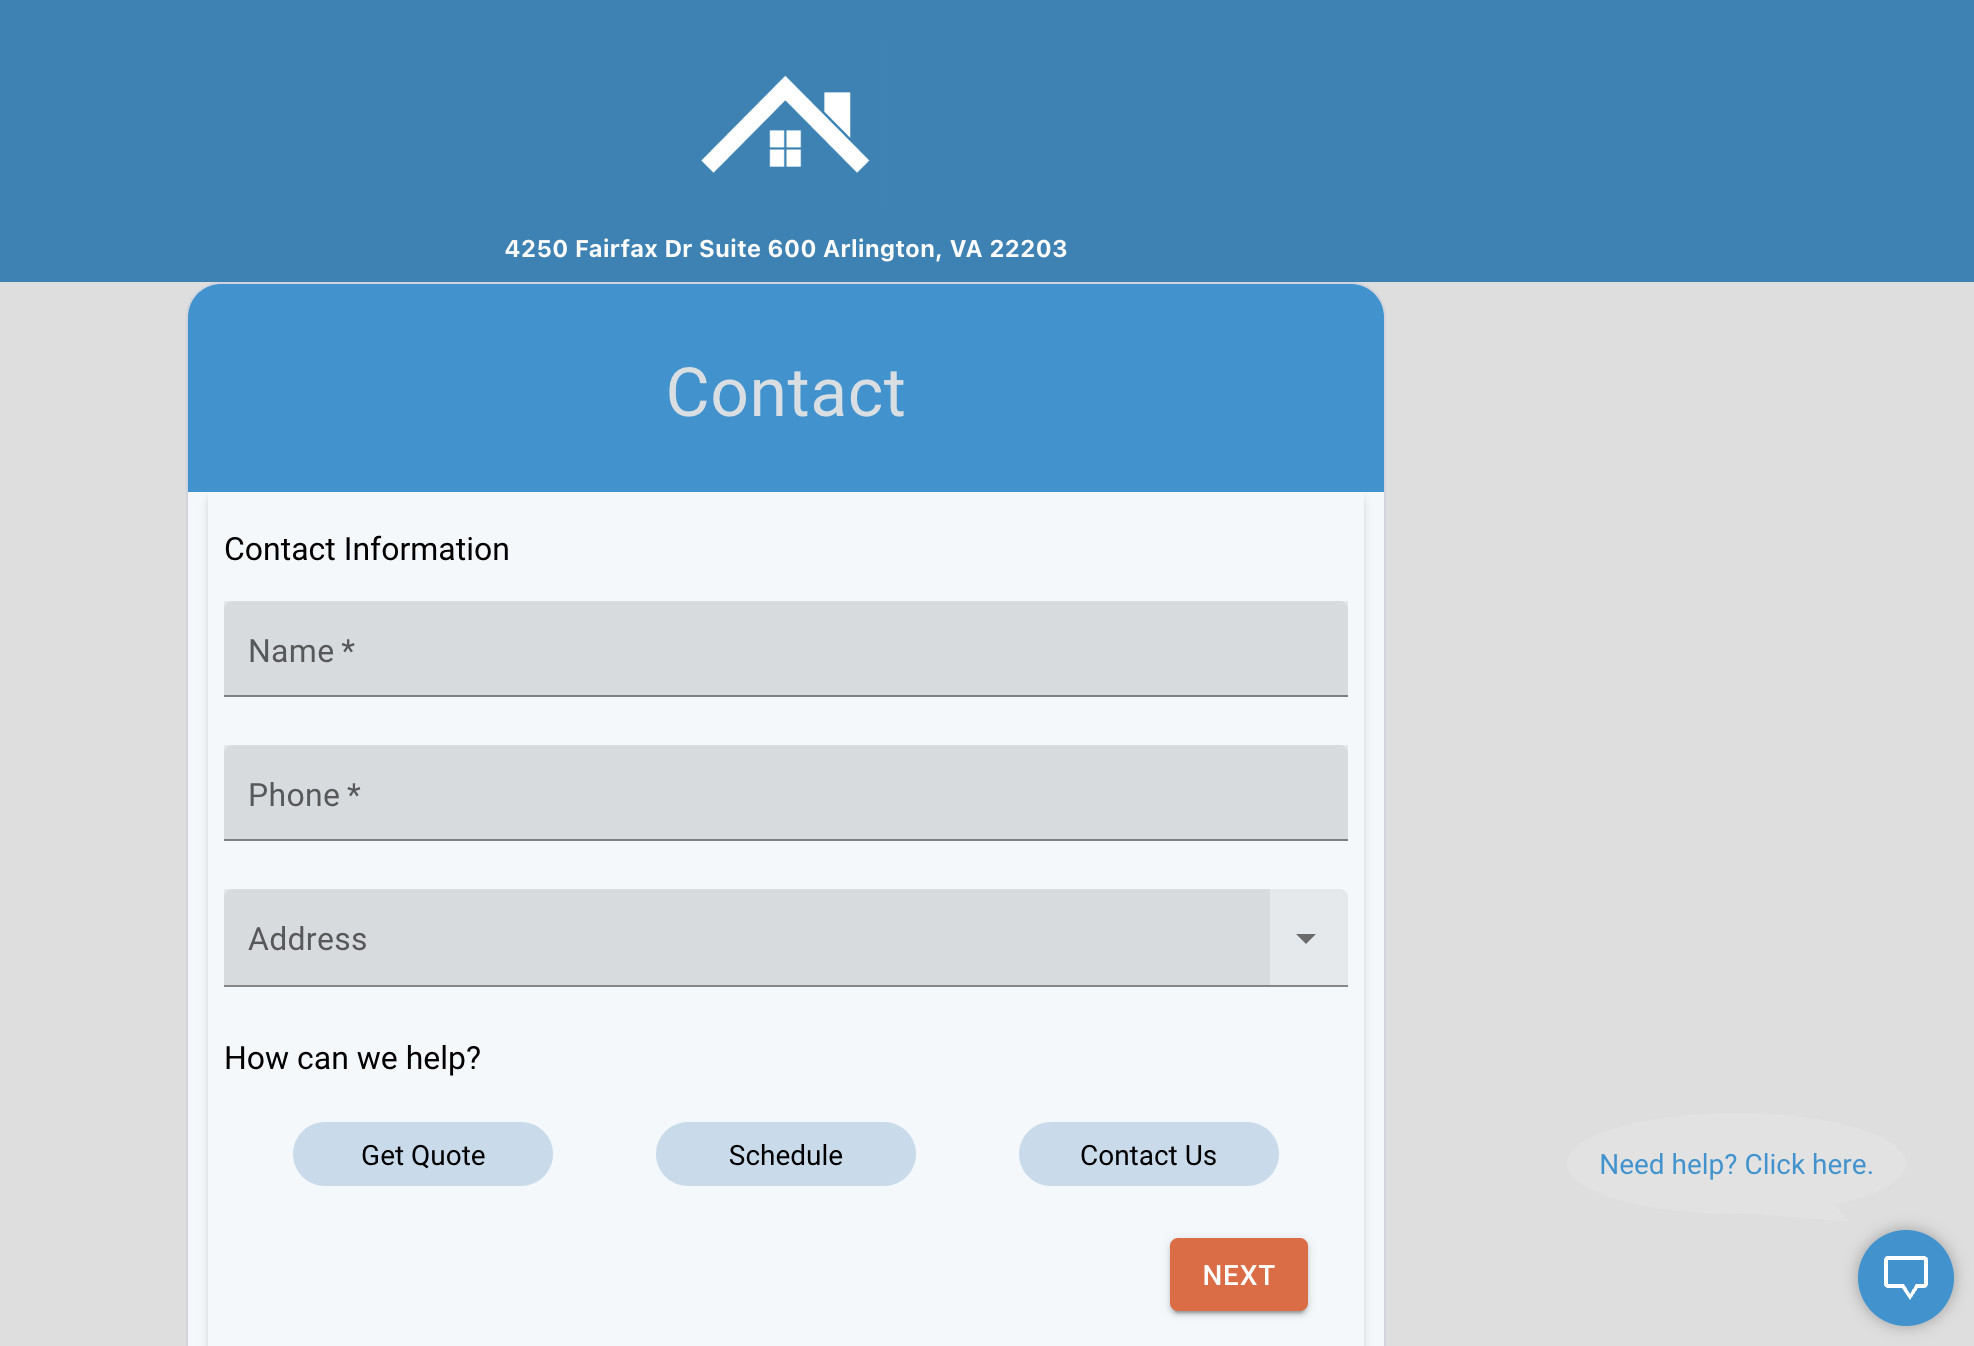 4250 Fairfax Dr Suite 600 Arlington, VA 22203
Contact
Contact Information
Name *
Phone *
Address
How can we help?
Get Quote
Schedule
Contact Us
Need help? Click here.
NEXT